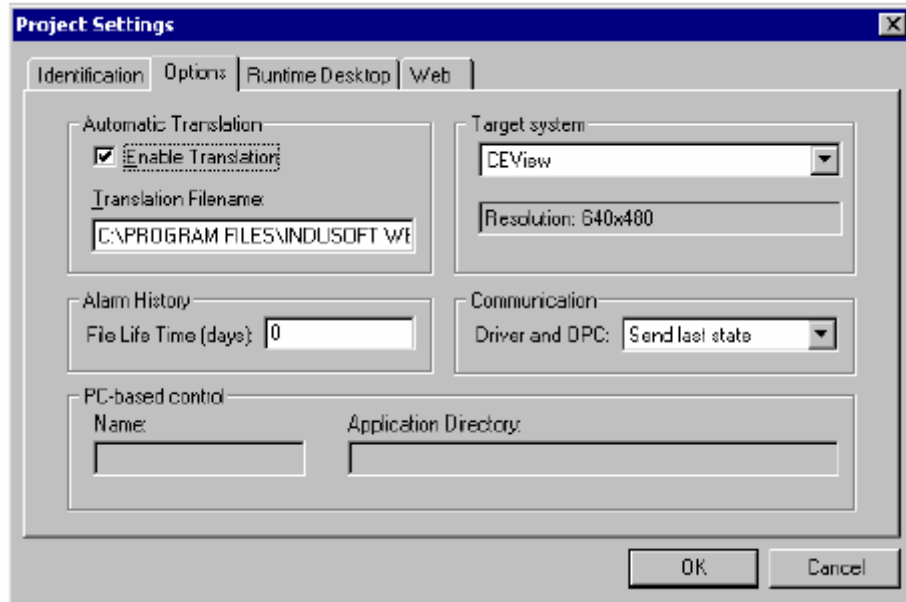 Project Settings
Identification Options Runtime Desktop Web
Automatic Translation
Enable Translation
Translation Filename:
C:\PROGRAM FILES\INDUSOFT WE
Target system
CEView
Resolution: 640x480
Alarm History
File Life Time (days): 0
Communication
Driver and OPC: Send last state
PC-based control
Name:
Application Directory:
OK Cancel